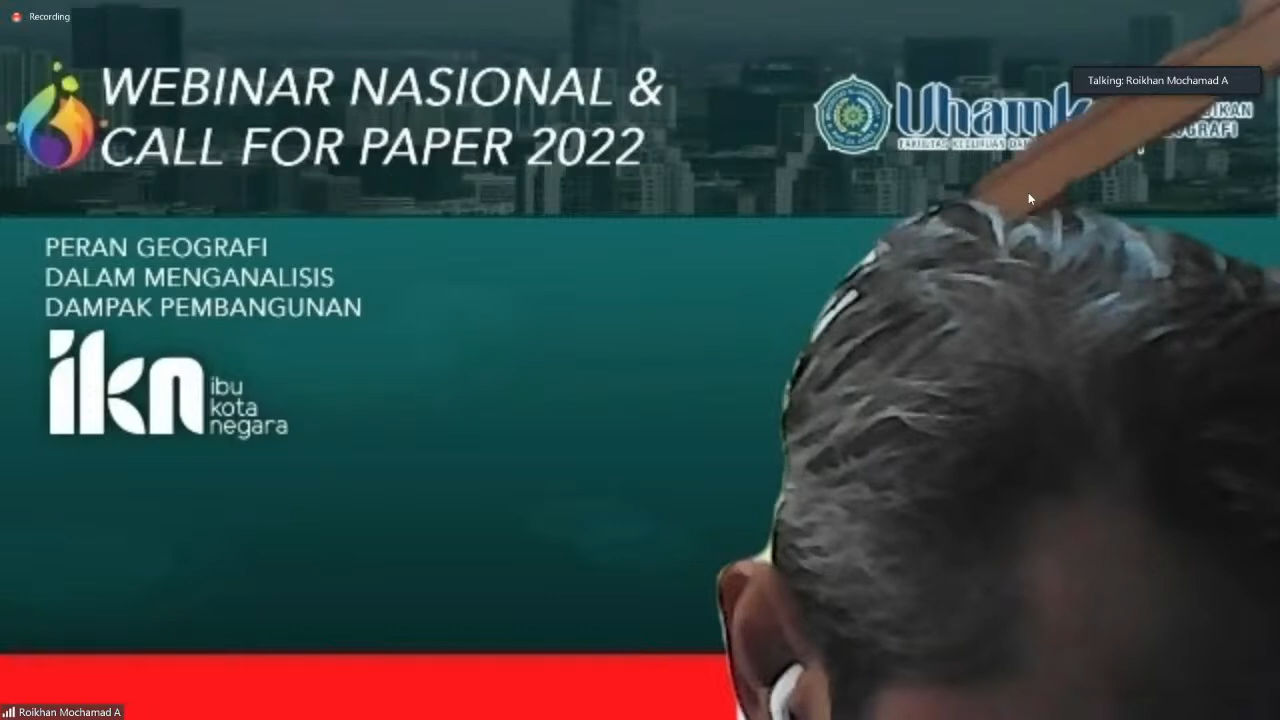 Recording
WEBINAR NASIONAL &
CALL FOR PAPER 2022
Talking: Roikhan Mochamad A
PERAN GEOGRAFI
DALAM MENGANALISIS
DAMPAK PEMBANGUNAN
ikn
ibu
kota
negara
Roikhan Mochamad A